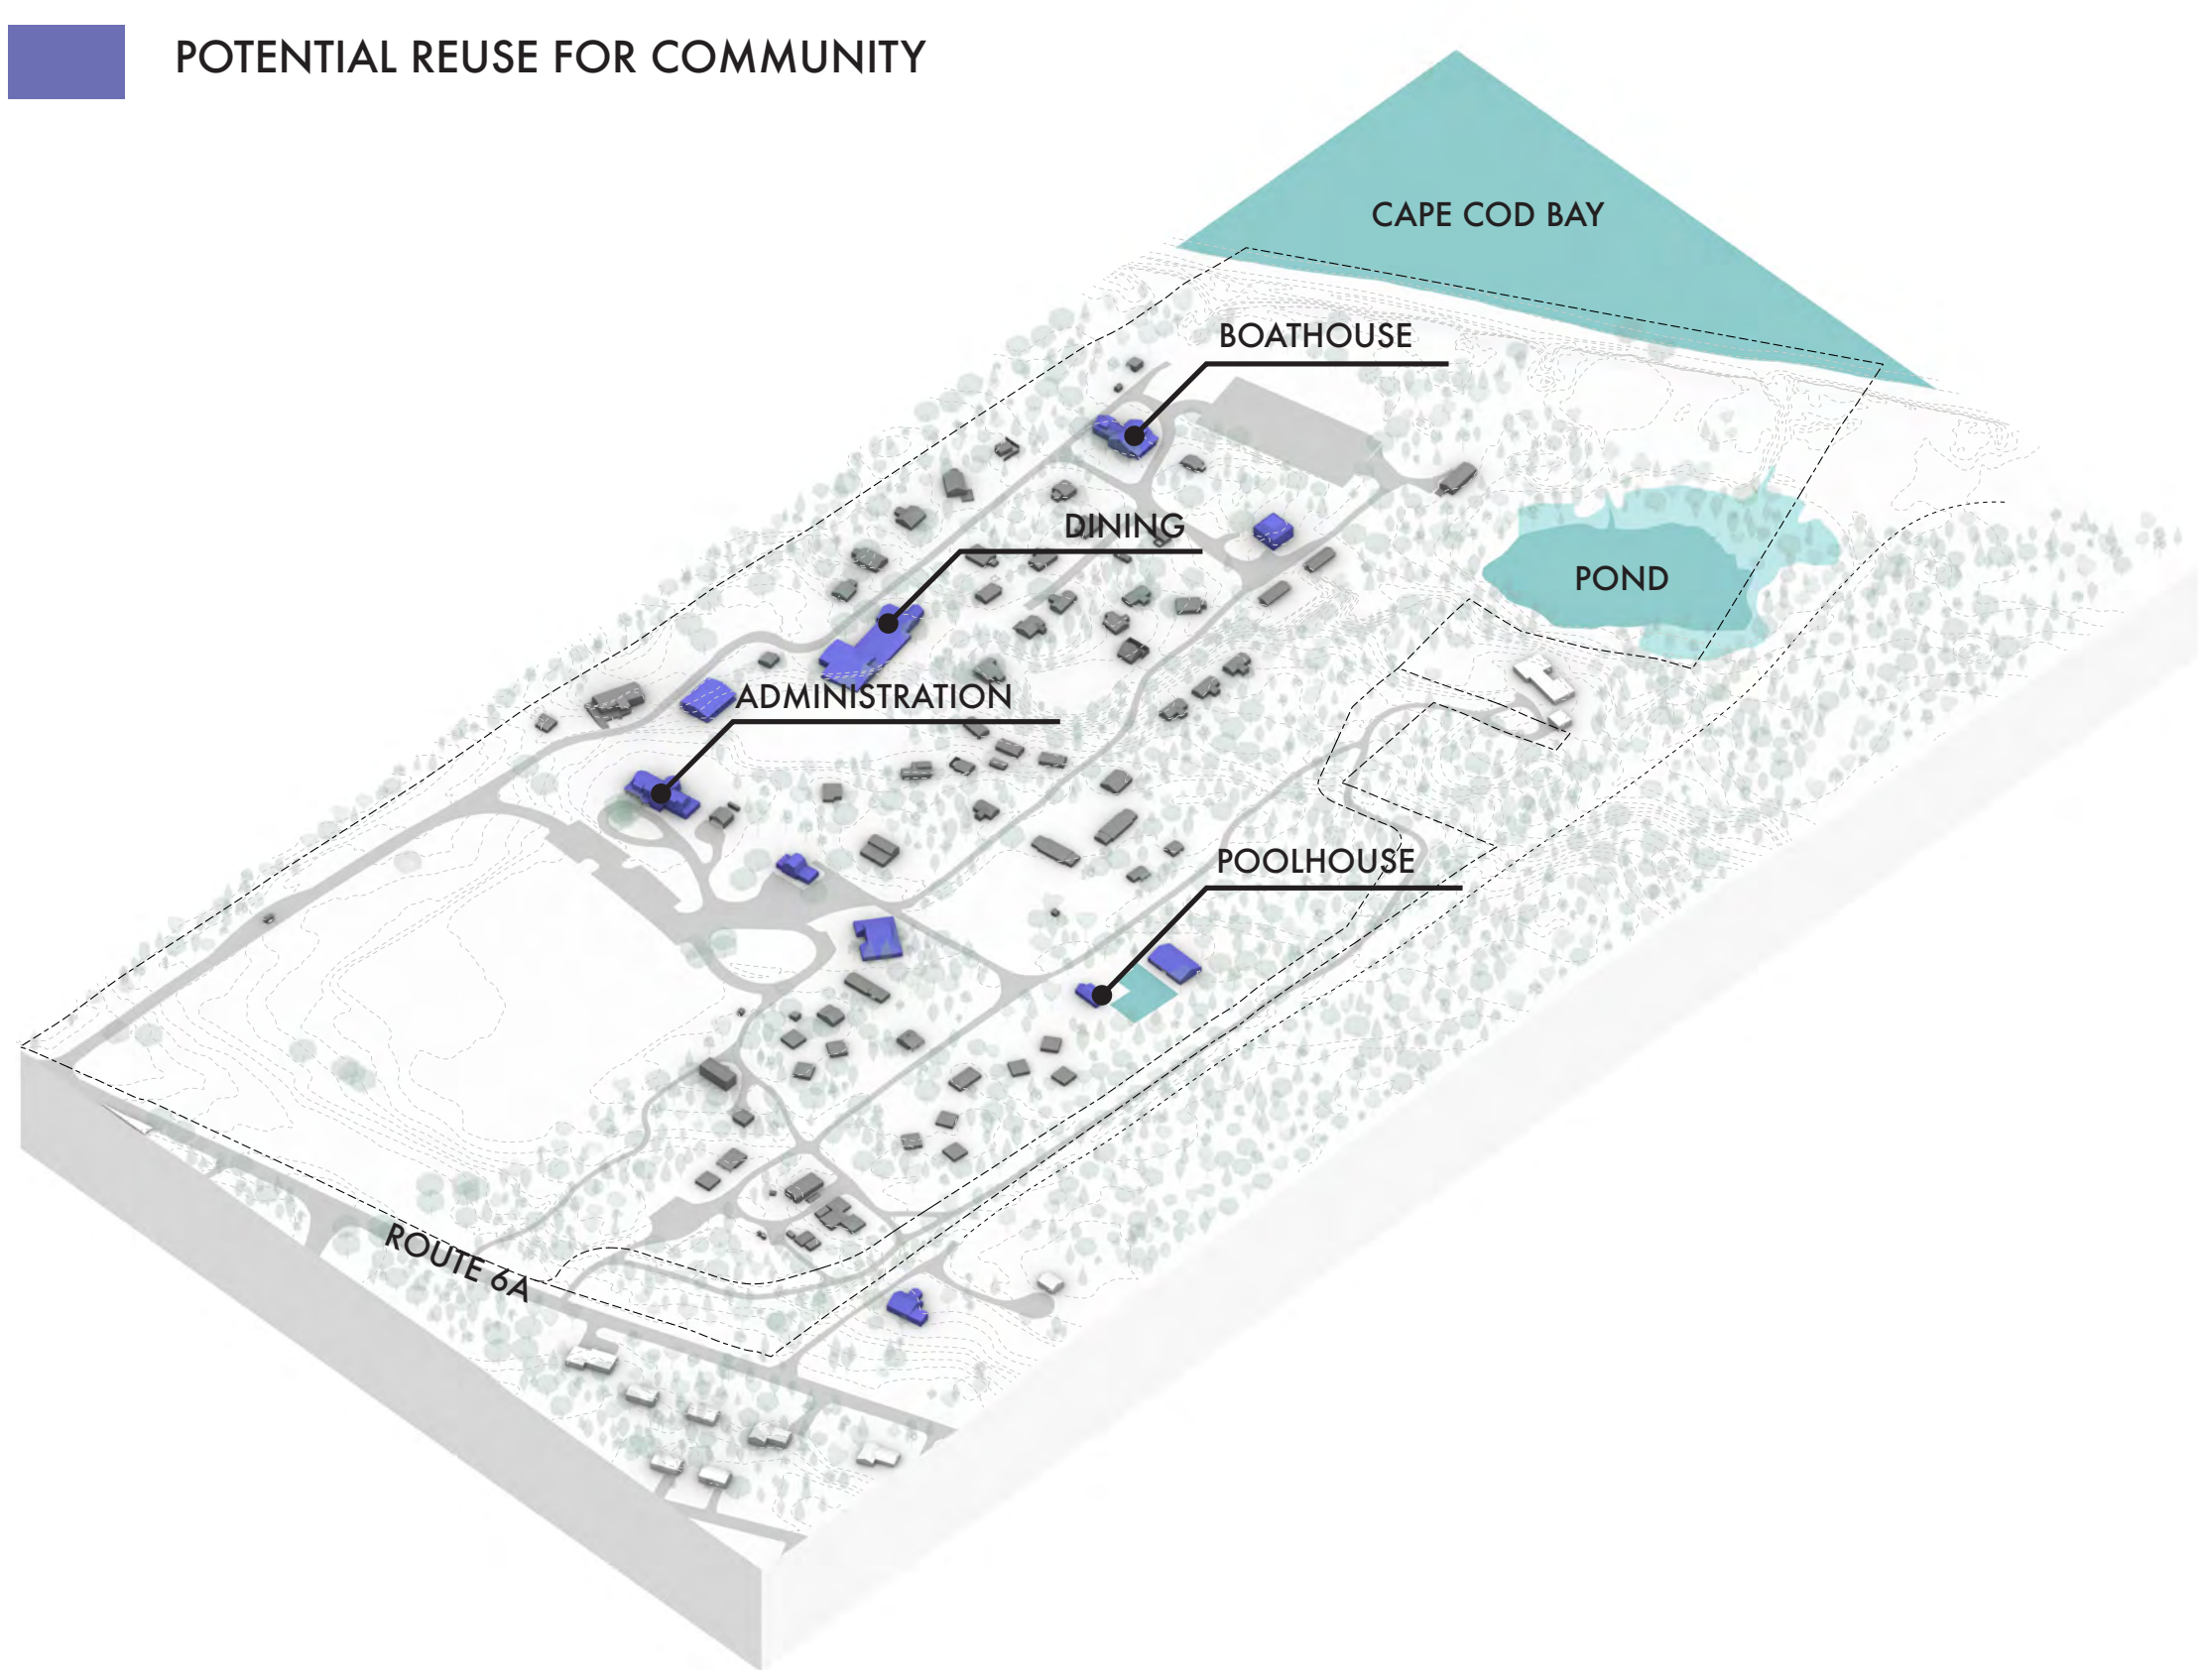 POTENTIAL REUSE FOR COMMUNITY
CAPE COD BAY
BOATHOUSE
DINING
POND
ADMINISTRATION
POOLHOUSE
ROUTE 6A